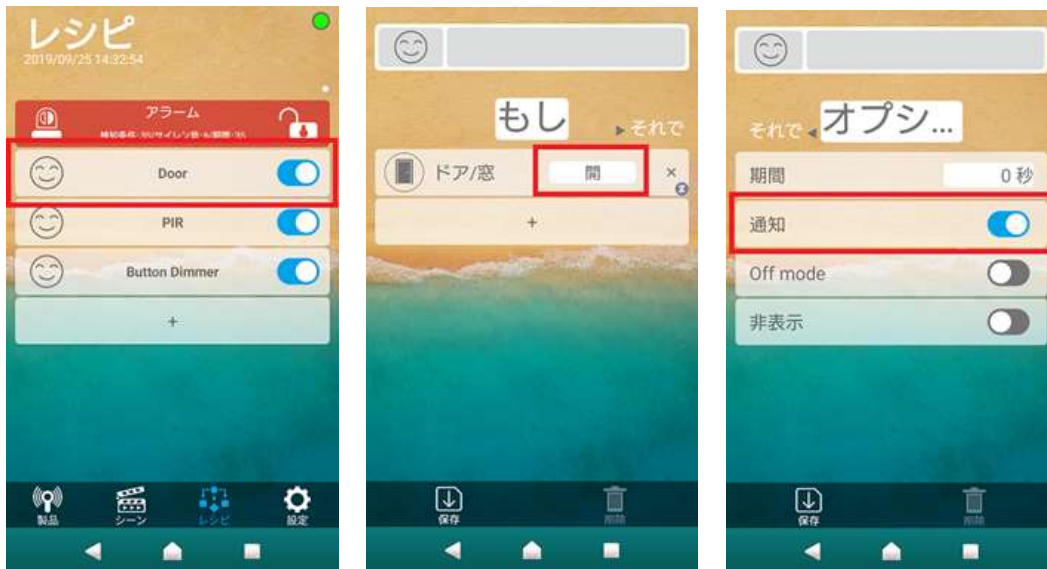 レシピ
2019/09/25 14:32:54
アラーム
Door
PIR
Button Dimmer
+
製品
シーン
レシピ
設定
もし
それで
ドア/窓
開
×
+
保存
削除
それで
オプシ...
期間
0 秒
通知
Off mode
非表示
保存
削除